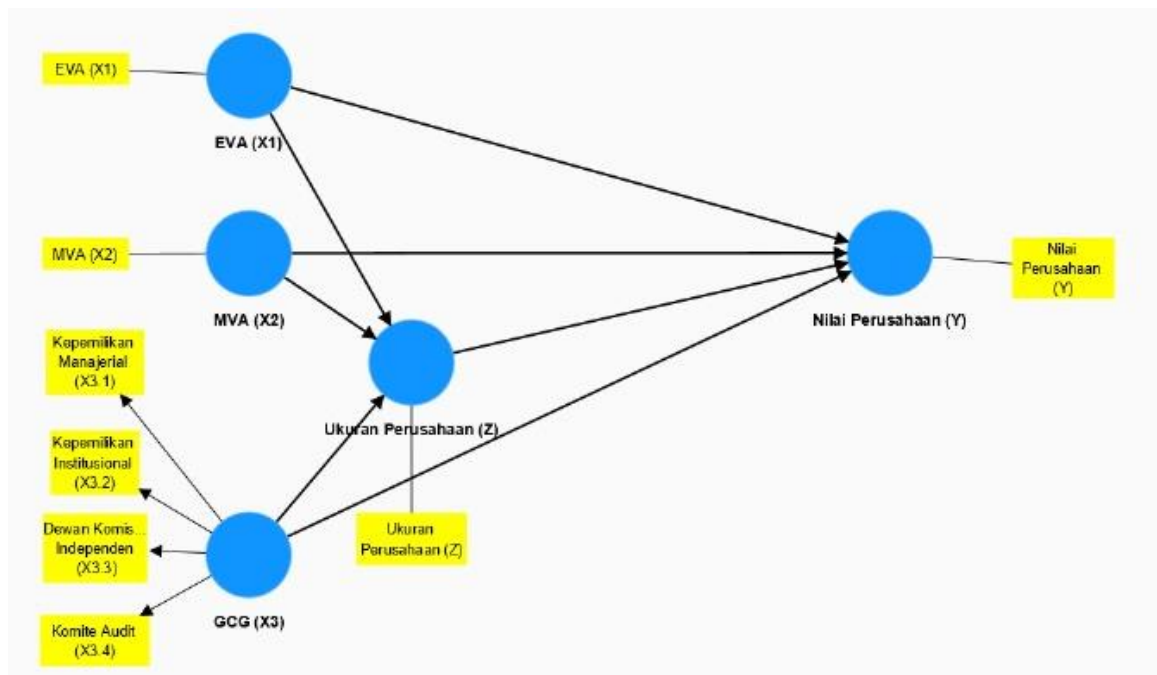 EVA (X1)
EVA (X1)
MVA (X2)
MVA (X2)
Nilai
Perusahaan
(Y)
Nilai Perusahaan (Y)
Kepemilikan
Manajerial
(X3.1)
Ukuran Perusahaan (Z)
Kepemilikan
Institusional
(X3.2)
Dewan Komis...
Independen
(X3.3)
Ukuran
Perusahaan (Z)
GCG (X3)
Komite Audit
(X3.4)